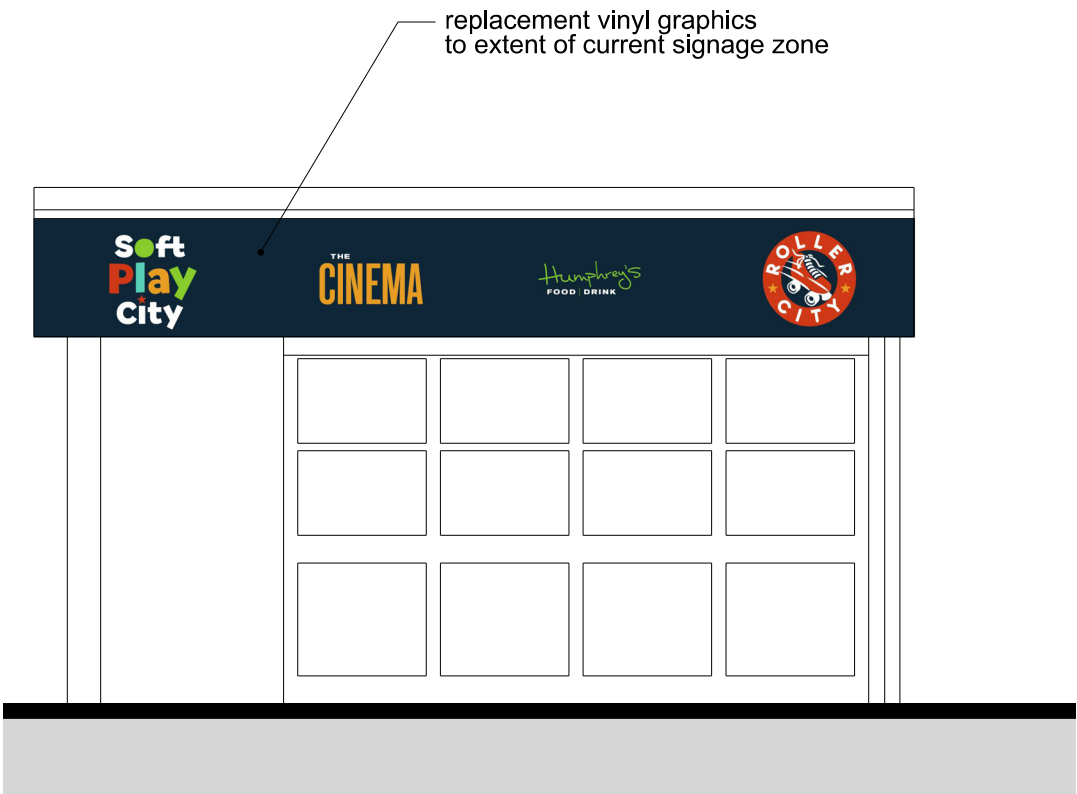 replacement vinyl graphics
to extent of current signage zone
Soft
Play
City
THE
CINEMA
Humphrey's
FOOD | DRINK
ROLLER
CITY